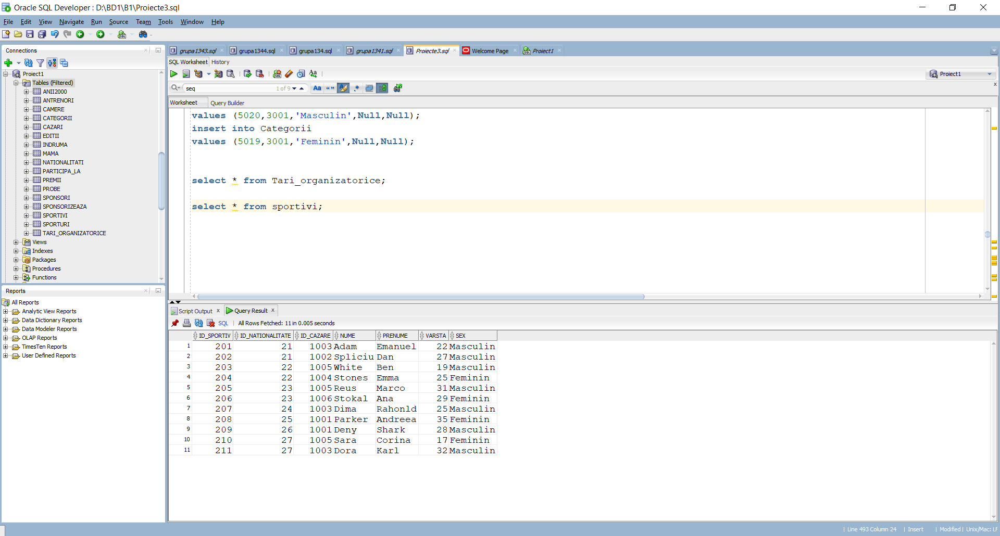 Oracle SQL Developer : D:\BD1\B1\Proiecte3.sql
File Edit View Navigate Run Source Team Tools Window Help
Connections
Proiect1
Tables (Filtered)
ANII2000
ANTRENORI
CAMERE
CATEGORII
CAZARI
EDITII
INDRUMA
MAMA
NATIONALITATI
PARTICIPA_LA
PREMII
PROBE
SPONSORI
SPONSORIZEAZA
SPORTIVI
SPORTURI
TARI_ORGANIZATORICE
Views
Indexes
Packages
Procedures
Functions
Reports
All Reports
Analytic View Reports
Data Dictionary Reports
Data Modeler Reports
OLAP Reports
TimesTen Reports
User Defined Reports
grupa1343.sql grupa1344.sql grupa134.sql grupa1341.sql Proiecte3.sql Welcome Page Proiect1
SQL Worksheet History
Proiect1
seq 1 of 9
Worksheet Query Builder
values (5020,3001,'Masculin',Null,Null);
insert into Categorii
values (5019,3001,'Feminin',Null,Null);
select * from Tari_organizatorice;
select * from sportivi;
Script Output x Query Result x
SQL | All Rows Fetched: 11 in 0.005 seconds
ID_SPORTIV ID_NATIONALITATE ID_CAZARE NUME PRENUME VARSTA SEX
1 201 21 1003 Adam Emanuel 22 Masculin
2 202 21 1002 Spliciu Dan 27 Masculin
3 203 22 1005 White Ben 19 Masculin
4 204 22 1004 Stones Emma 25 Feminin
5 205 23 1005 Reus Marco 31 Masculin
6 206 23 1006 Stokal Ana 29 Feminin
7 207 24 1003 Dima Rahonld 25 Masculin
8 208 25 1001 Parker Andreea 35 Feminin
9 209 26 1001 Deny Shark 28 Masculin
10 210 27 1005 Sara Corina 17 Feminin
11 211 27 1003 Dora Karl 32 Masculin
| Line 493 Column 24 | Insert | Modified | Unix/Mac: LF